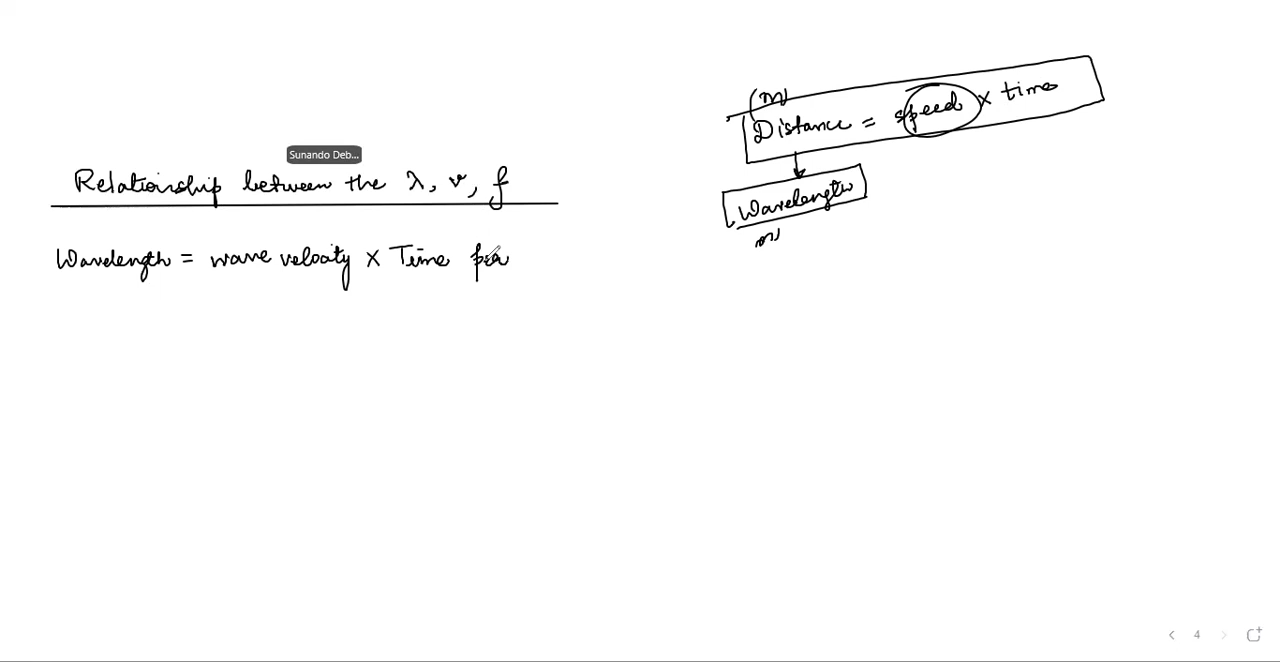 (m)
Distance = speed × time
Sunando Deb...
Wavelength
m
Relationship between the λ, v, f
Wavelength = wave velocity × Time
4